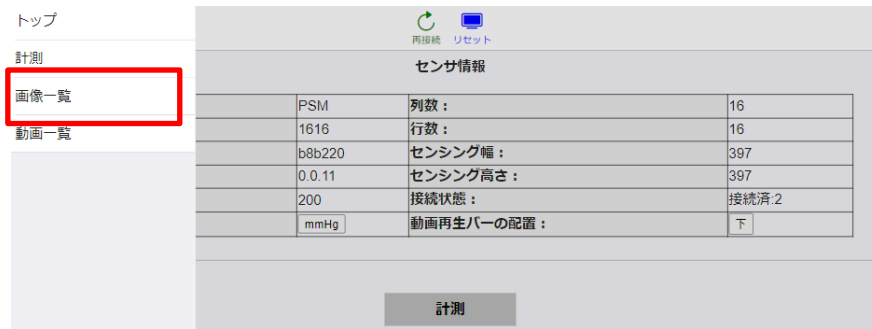 トップ
計測
画像一覧
動画一覧
再接続 リセット
センサ情報
PSM 列数： 16
1616 行数： 16
b8b220 センシング幅： 397
0.0.11 センシング高さ： 397
200 接続状態： 接続済:2
mmHg 動画再生バーの配置： 下
計測